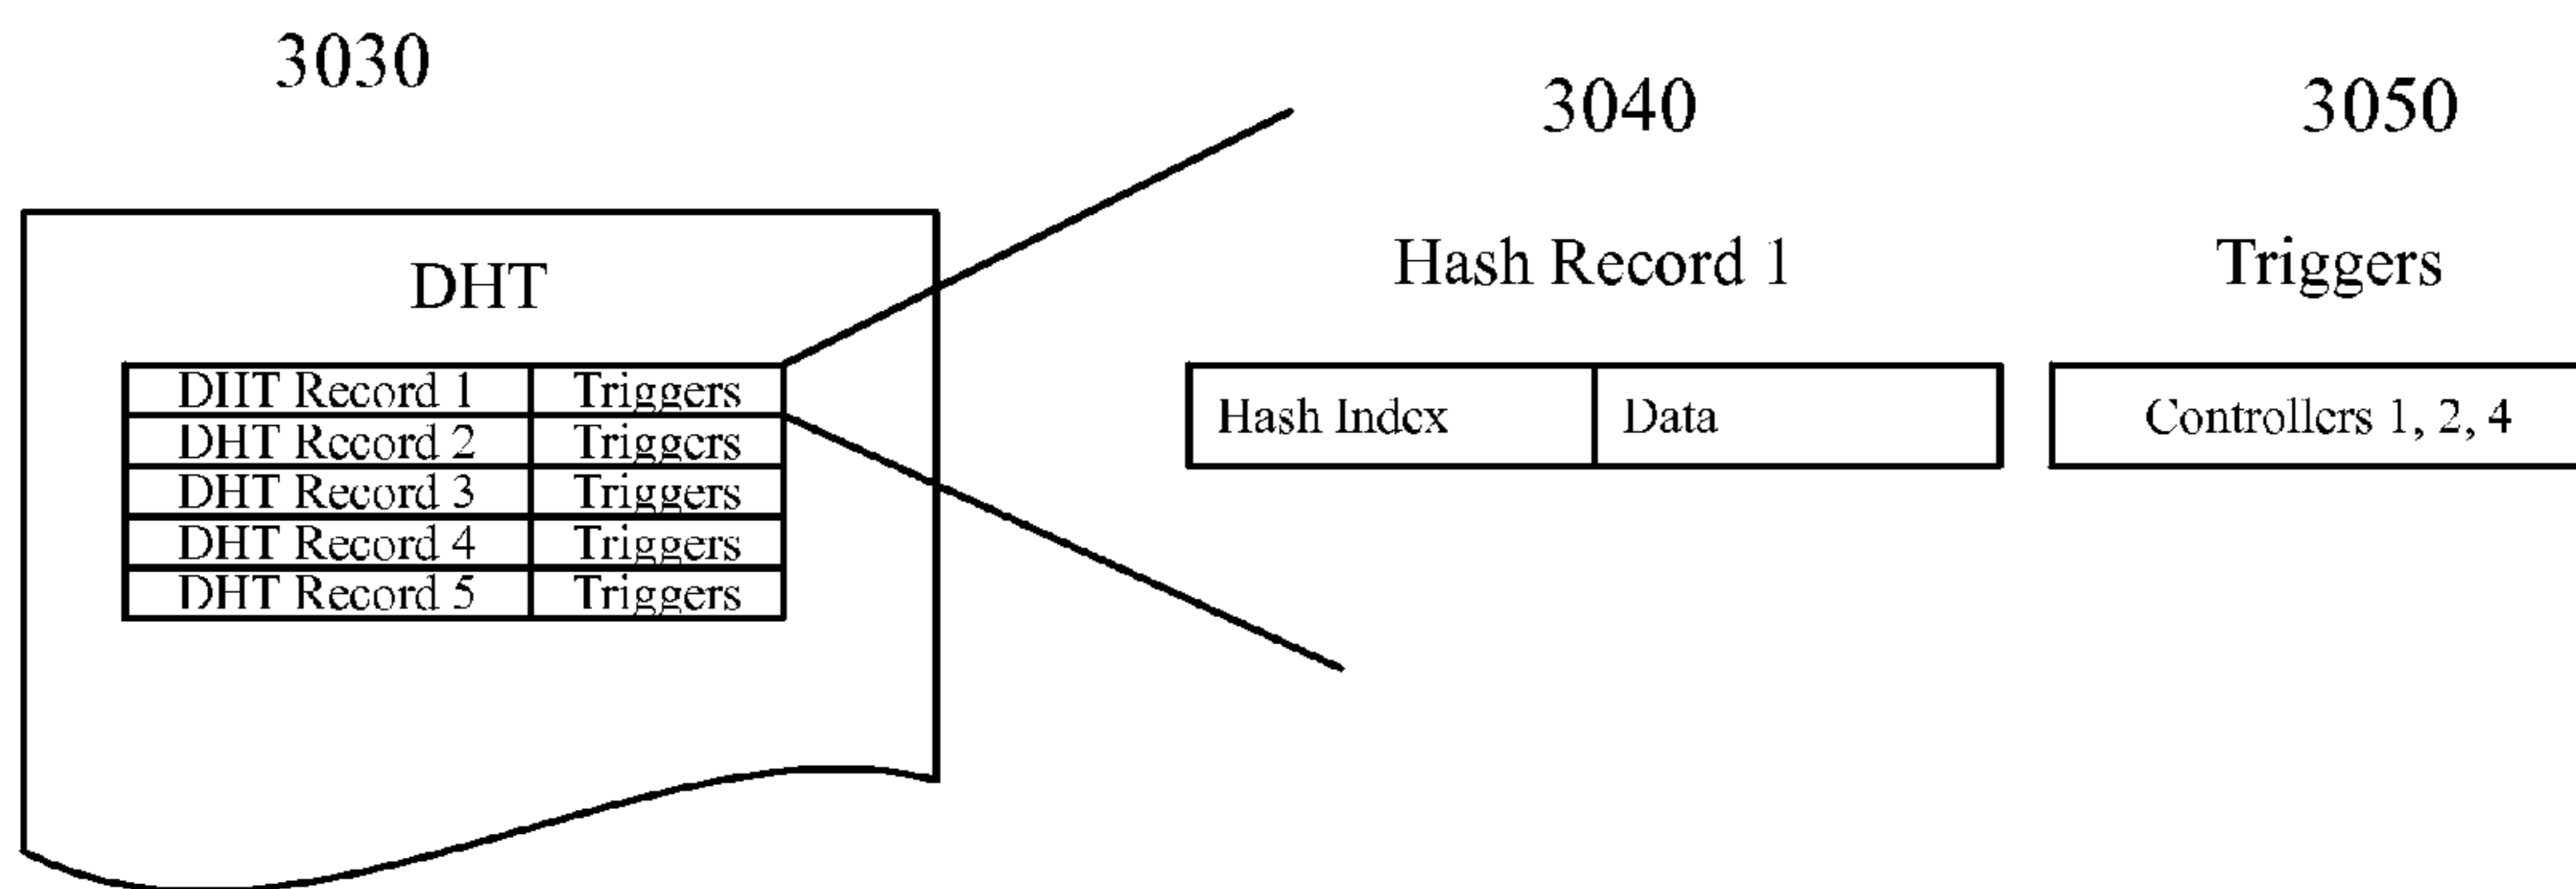 3030
3040
3050
DHT
Hash Record 1
Triggers
DHT Record 1 Triggers
DHT Record 2 Triggers
DHT Record 3 Triggers
DHT Record 4 Triggers
DHT Record 5 Triggers
Hash Index Data
Controllers 1, 2, 4